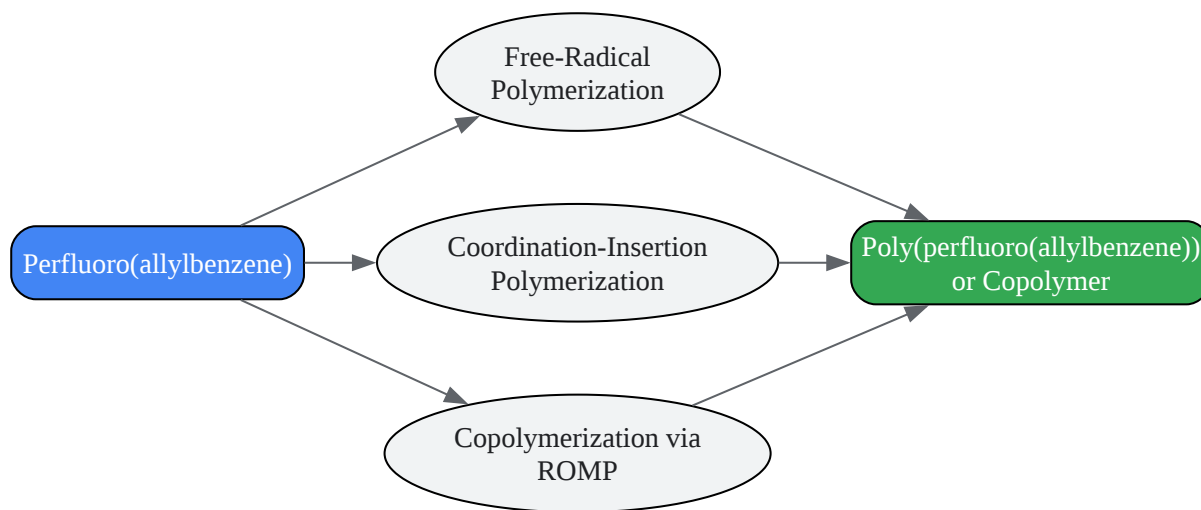 Free-Radical
Polymerization
Perfluoro(allylbenzene)
Coordination-Insertion
Polymerization
Poly(perfluoro(allylbenzene))
or Copolymer
Copolymerization via
ROMP